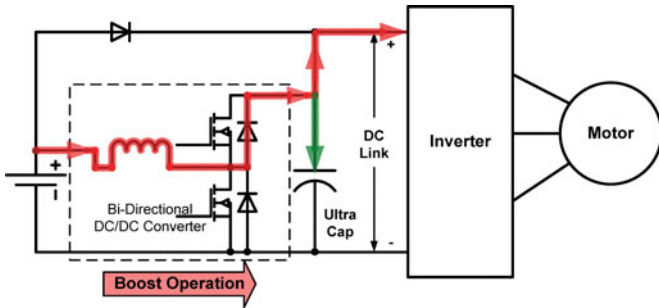 +
DC
Link
Inverter
Motor
+
-
Bi-Directional
DC/DC Converter
Ultra
Cap
-
Boost Operation